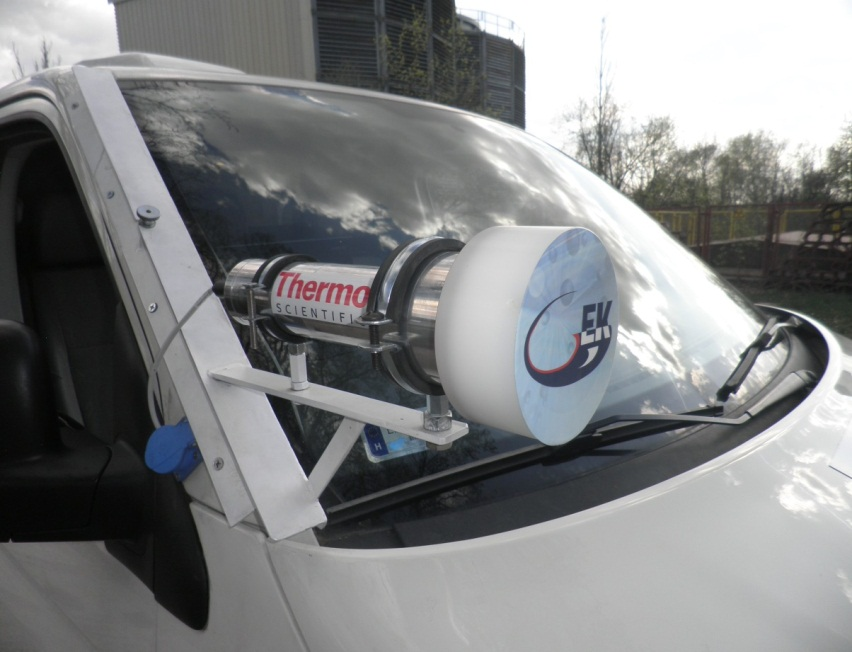 Thermo
SCIENTIFI
EK
H